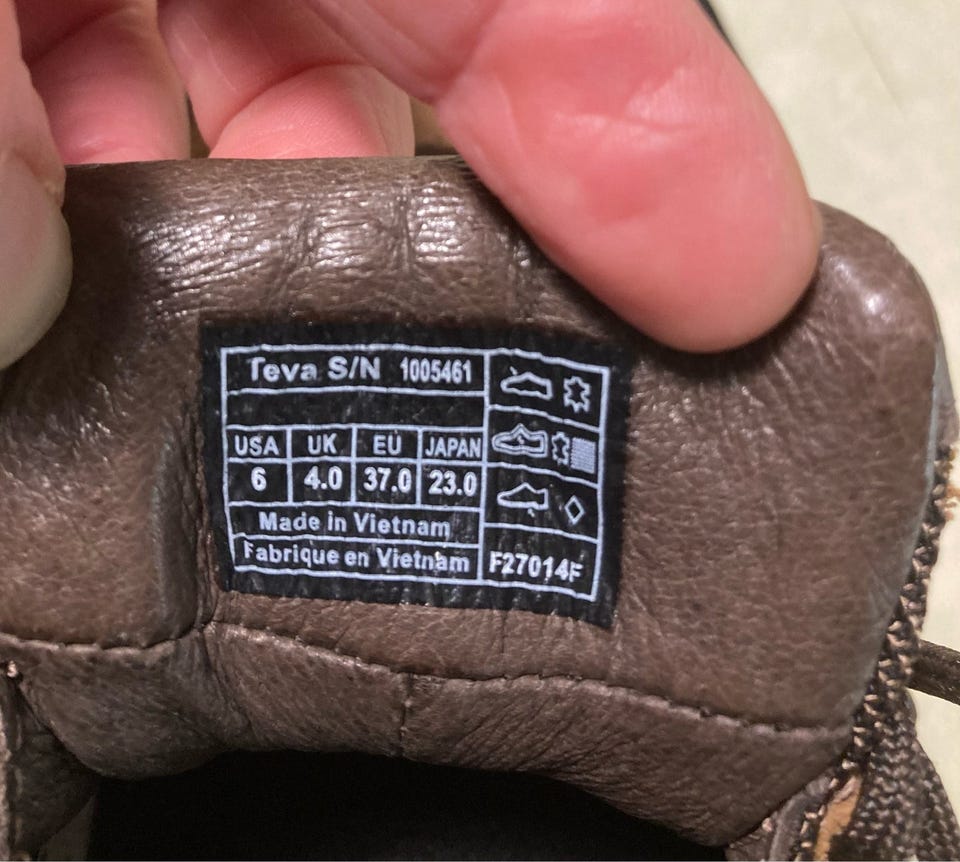 Teva S/N 1005461
USA UK EU JAPAN
6 4.0 37.0 23.0
Made in Vietnam
Fabrique en Vietnam F27014F